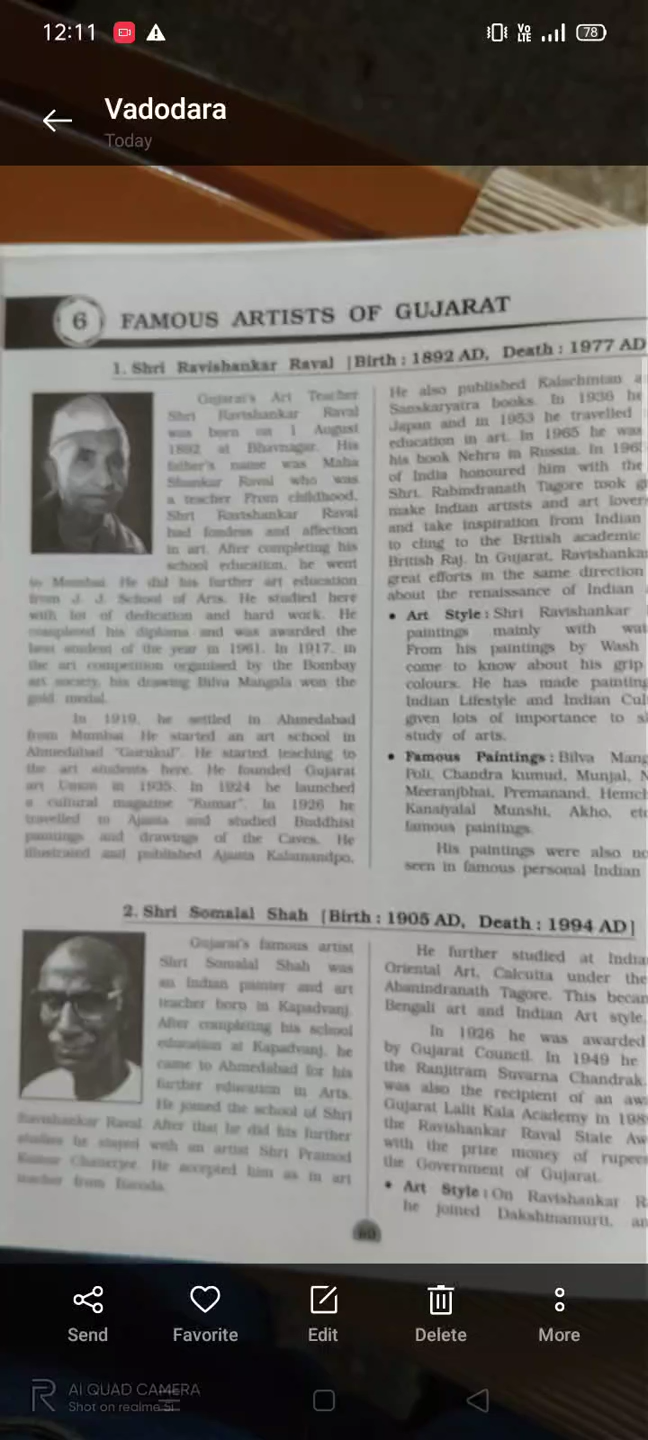 12:11
Vo
LTE
78
Vadodara
Today
6
FAMOUS ARTISTS OF GUJARAT
1. Shri Ravishankar Raval [Birth : 1892 AD, Death : 1977 AD
Gujarat's Art Teacher
Shri Ravishankar Raval
was born on 1 August
1892 at Bhavnagar. His
father's name was Maha
Shankar Raval who was
a teacher From childhood,
Shri Ravishankar Raval
had fondess and affection
in art. After completing his
school education, he went
to Mumbai. He did his further art education
from J. J. School of Arts. He studied here
with lot of dedication and hard work. He
completed his diploma and was awarded the
best student of the year in 1961. In 1917, in
the art competition organised by the Bombay
art society, his drawing Bilva Mangala won the
gold medal.
In 1919, he settled in Ahmedabad
from Mumbai. He started an art school in
Ahmedabad "Gurukul". He started teaching to
the art students here. He founded Gujarat
art Union in 1935. In 1924 he launched
a cultural magazine "Kumar". In 1926 he
travelled to Ajanta and studied Buddhist
paintings and drawings of the Caves. He
illustrated and published Ajanta
He also published Kalachintan
Sanskaryatra books. In 1936 he
Japan and in 1953 he travelled
education in art. In 1965 he was
his book Nehru in Russia. In 196
of India honoured him with the
Shri. Rabindranath Tagore took
make Indian artists and art lover
and take inspiration from Indian
to cling to the British academic
British Raj. In Gujarat, Ravishanka
great efforts in the same direction
about the renaissance of Indian
• Art Style : Shri Ravishankar
paintings mainly with wat
From his paintings by Wash
come to know about his grip
colours. He has made painting
Indian Lifestyle and Indian Cul
given lots of importance to
study of arts.
• Famous Paintings : Bilva Mang
Poli, Chandra kumud, Munjal, N
Meeranjbhai, Premanand, Hemch
Kanaiyalal Munshi, Akho, etc
famous paintings.
His paintings were also
seen in famous personal Indian
2. Shri Somalal Shah [Birth : 1905 AD, Death : 1994 AD]
Gujarat's famous artist
Shri Somalal Shah was
an Indian painter and art
teacher born in Kapadvanj.
After completing his school
education at Kapadvanj, he
came to Ahmedabad for his
further education in Arts.
He joined the school of Shri
Ravishankar Raval. After that he did his further
studies he stayed with an artist Shri Pramod
Kumar Chaterjee. He accepted him as in art
teacher from Baroda.
He further studied at India
Oriental Art, Calcutta under the
Abanindranath Tagore. This becan
Bengali art and Indian Art style.
In 1926 he was awarded
by Gujarat Council. In 1949 he
the Ranjitram Suvarna Chandrak.
was also the recipient of an aw
Gujarat Lalit Kala Academy in 198
the Ravishankar Raval State Aw
with the prize money of rupee
the Government of Gujarat.
• Art Style : On Ravishankar R
he joined Dakshinamurti, an
60
Send
Favorite
Edit
Delete
More
R
AI QUAD CAMERA
Shot on realme 5i